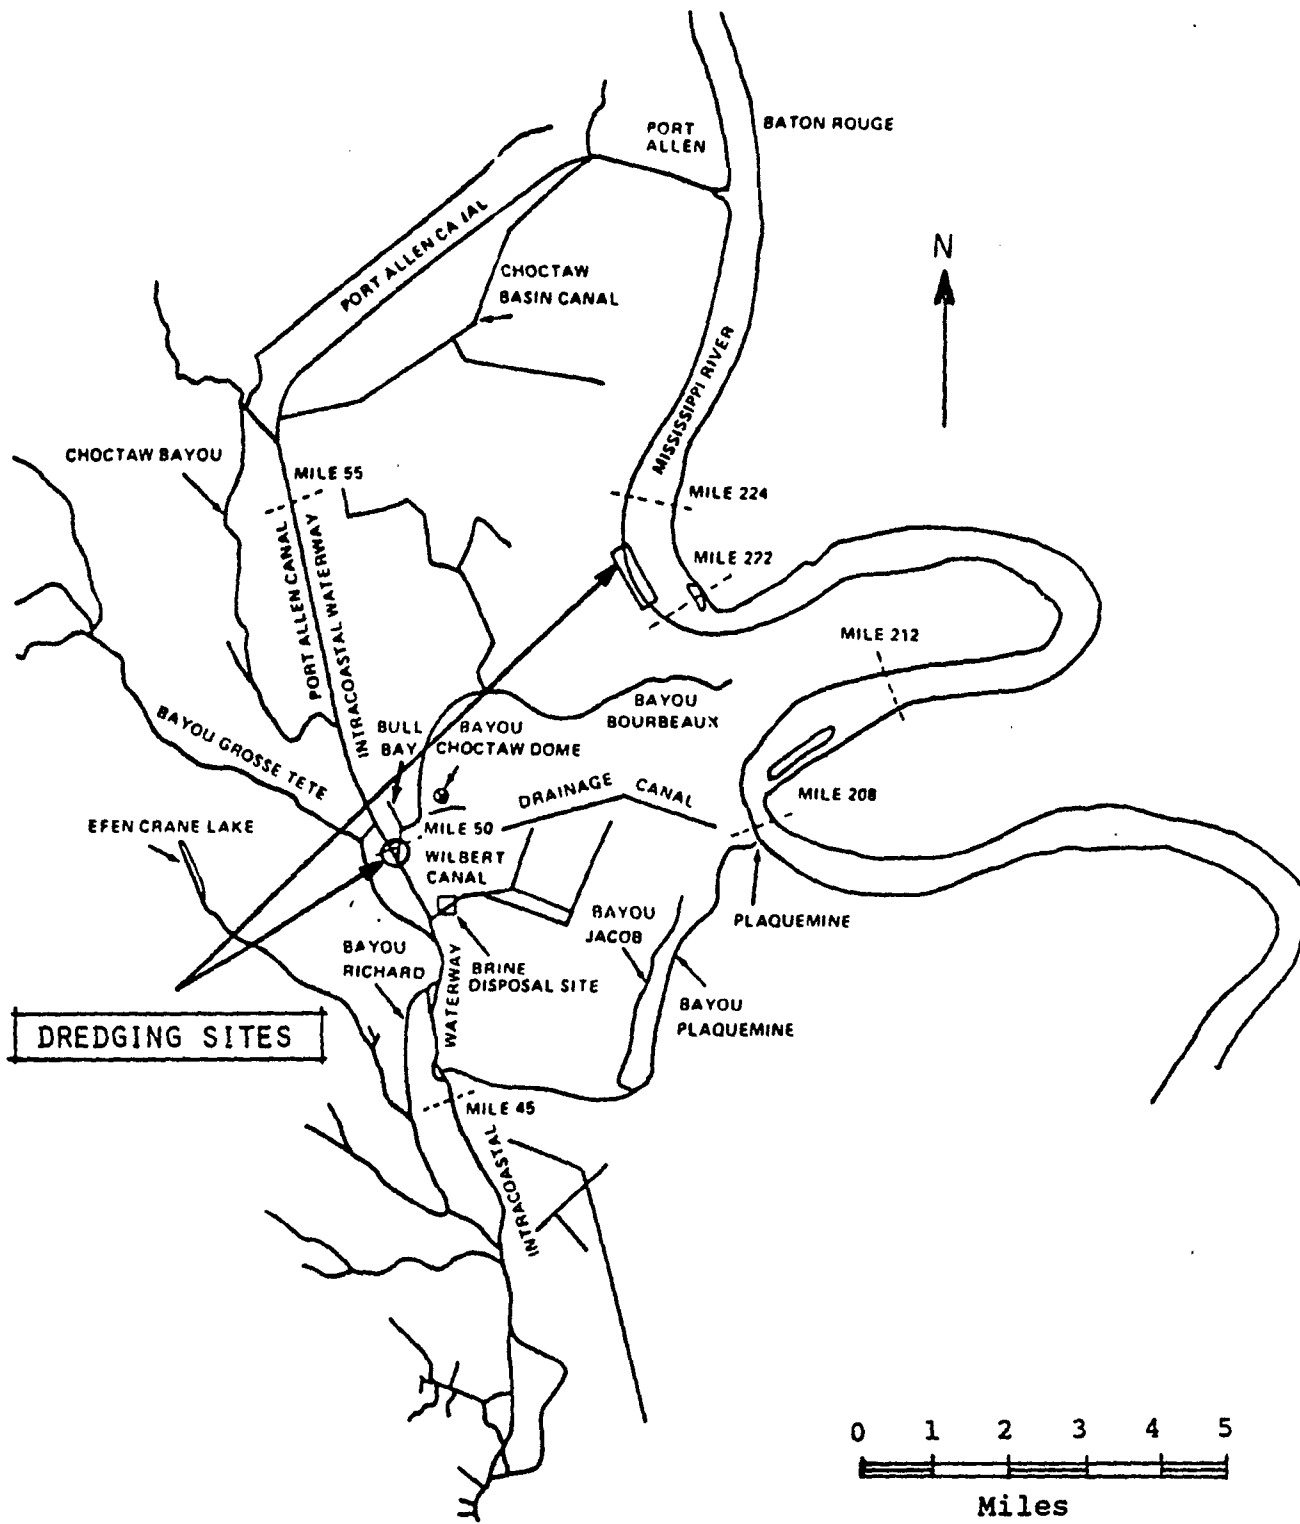 PORT
ALLEN
BATON ROUGE
PORT ALLEN CA IAL
N
CHOCTAW
BASIN CANAL
MISSISSIPPI RIVER
CHOCTAW BAYOU
MILE 55
MILE 224
PORT ALLEN CANAL
INTRACOASTAL WATERWAY
MILE 222
MILE 212
BAYOU
BOURBEAUX
BAYOU GROSSE TETE
BULL
BAY
BAYOU
CHOCTAW DOME
DRAINAGE CANAL
MILE 208
EFEN CRANE LAKE
MILE 50
WILBERT
CANAL
BAYOU
JACOB
PLAQUEMINE
BAYOU
RICHARD
WATERWAY
BRINE
DISPOSAL SITE
BAYOU
PLAQUEMINE
DREDGING SITES
MILE 45
INTRACOASTAL
0 1 2 3 4 5
Miles